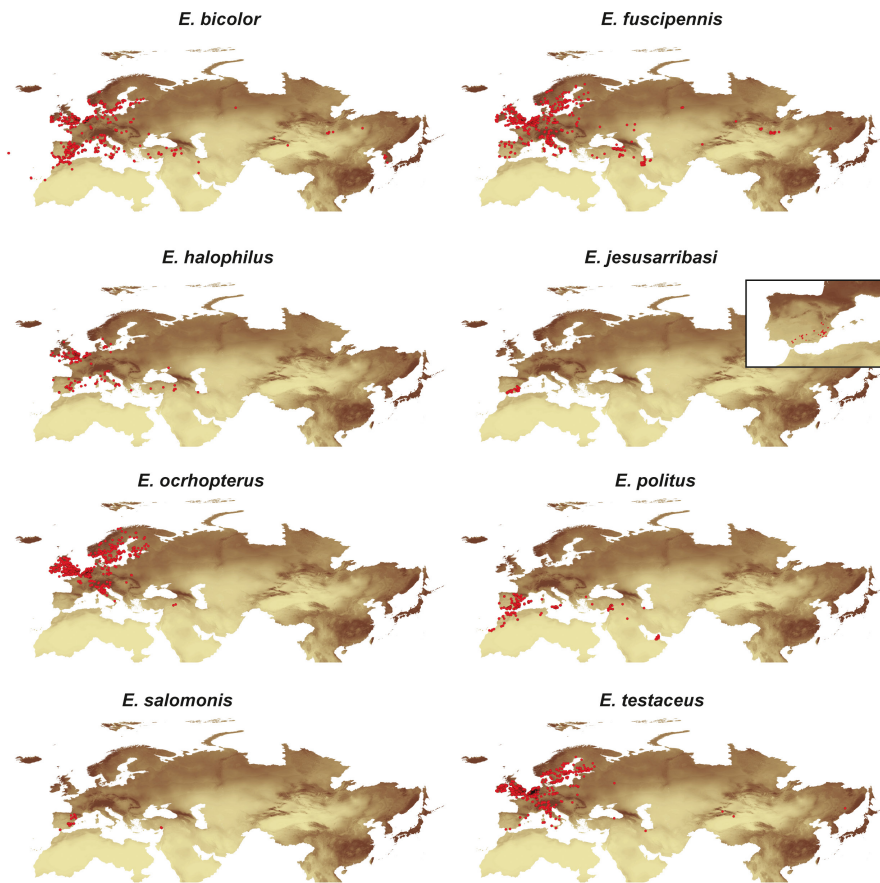 E. bicolor
E. fuscipennis
E. halophilus
E. jesusarribasi
E. ocrhopterus
E. politus
E. salomonis
E. testaceus